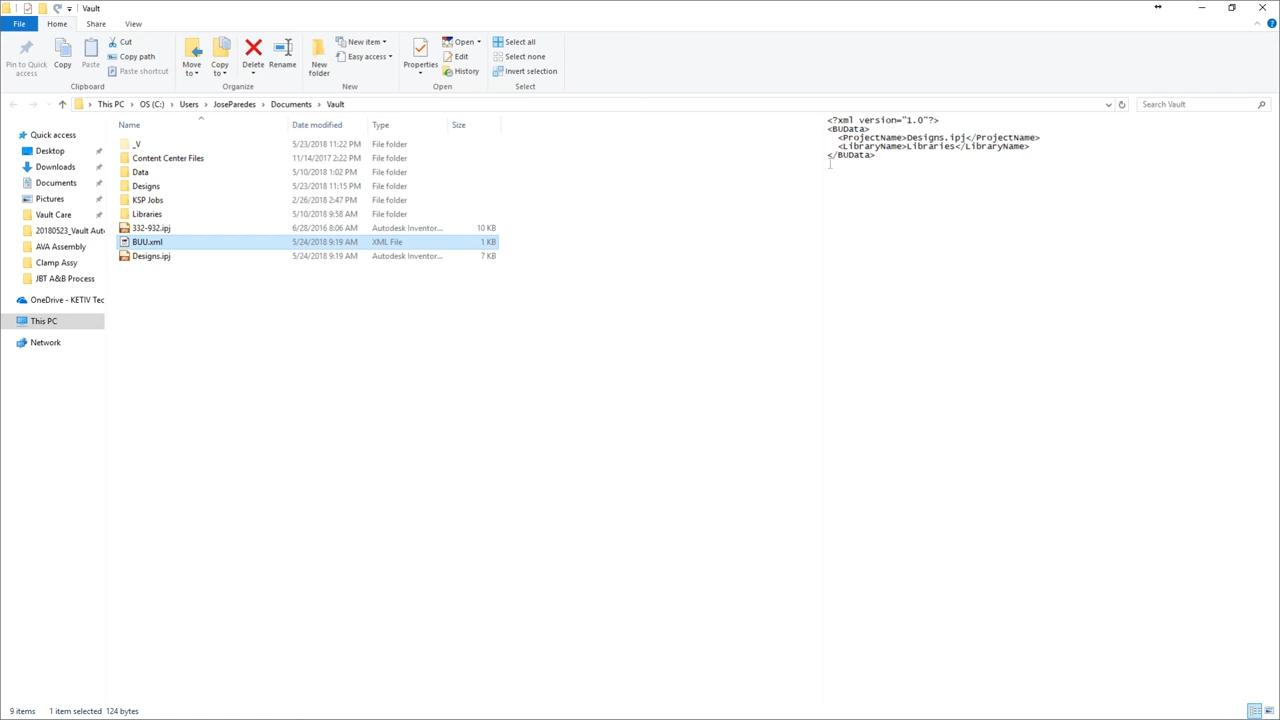 Vault
File Home Share View
Pin to Quick access
Copy
Paste
Cut
Copy path
Paste shortcut
Clipboard
Move to
Copy to
Delete
Rename
Organize
New folder
New item
Easy access
New
Properties
Open
Edit
History
Open
Select all
Select none
Invert selection
Select
This PC > OS (C:) > Users > JoseParedes > Documents > Vault
Search Vault
Quick access
Desktop
Downloads
Documents
Pictures
Vault Care
20180523_Vault Aut
AVA Assembly
Clamp Assy
JBT A&B Process
OneDrive - KETIV Tec
This PC
Network
Name Date modified Type Size
_V 5/23/2018 11:22 PM File folder
Content Center Files 11/14/2017 2:22 PM File folder
Data 5/10/2018 1:02 PM File folder
Designs 5/23/2018 11:15 PM File folder
KSP Jobs 2/26/2018 2:47 PM File folder
Libraries 5/10/2018 9:58 AM File folder
332-932.ipj 6/28/2016 8:06 AM Autodesk Inventor... 10 KB
BUU.xml 5/24/2018 9:19 AM XML File 1 KB
Designs.ipj 5/24/2018 9:19 AM Autodesk Inventor... 7 KB
<?xml version="1.0"?>
<BUData>
<ProjectName>Designs.ipj</ProjectName>
<LibraryName>Libraries</LibraryName>
</BUData>
9 items 1 item selected 124 bytes